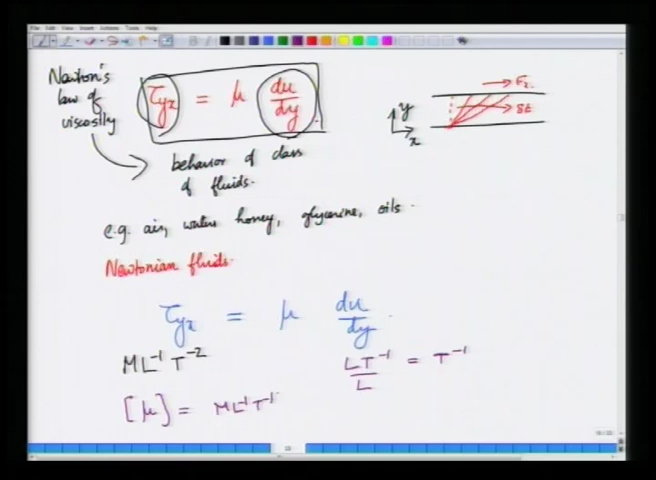 Newton's
law of
viscosity
τyx = μ du/dy
y
x
Fx
δt
behavior of class
of fluids.
e.g. air, water honey, glycerine, oils.
Newtonian fluids.
τyx = μ du/dy.
ML⁻¹T⁻²
LT⁻¹/L = T⁻¹
[μ] = ML⁻¹T⁻¹